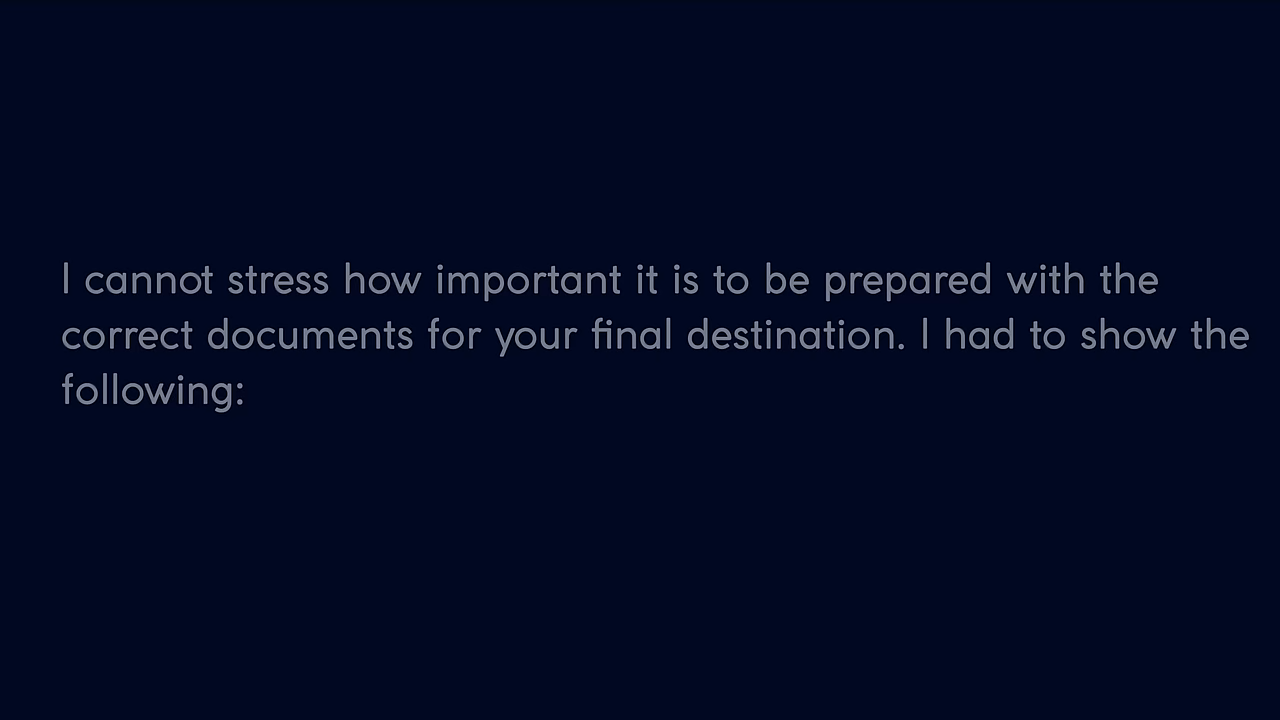 I cannot stress how important it is to be prepared with the
correct documents for your final destination. I had to show the
following: